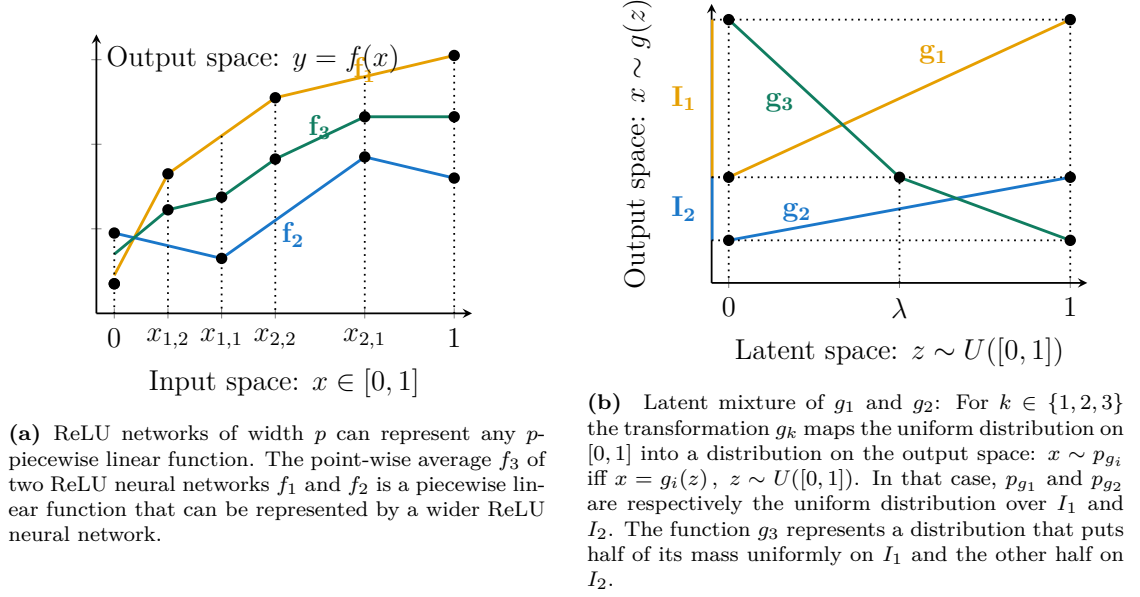 Output space: y = f(x)
f₁
f₃
f₂
0 x₁,₂ x₁,₁ x₂,₂ x₂,₁ 1
Input space: x ∈ [0, 1]
(a) ReLU networks of width p can represent any p-
piecewise linear function. The point-wise average f₃ of
two ReLU neural networks f₁ and f₂ is a piecewise lin-
ear function that can be represented by a wider ReLU
neural network.
Output space: x ∼ g(z)
I₁
I₂
g₁
g₃
g₂
0 λ 1
Latent space: z ∼ U([0, 1])
(b) Latent mixture of g₁ and g₂: For k ∈ {1, 2, 3}
the transformation gₖ maps the uniform distribution on
[0, 1] into a distribution on the output space: x ∼ p_{gᵢ}
iff x = gᵢ(z) , z ∼ U([0, 1]). In that case, p_{g₁} and p_{g₂}
are respectively the uniform distribution over I₁ and
I₂. The function g₃ represents a distribution that puts
half of its mass uniformly on I₁ and the other half on
I₂.